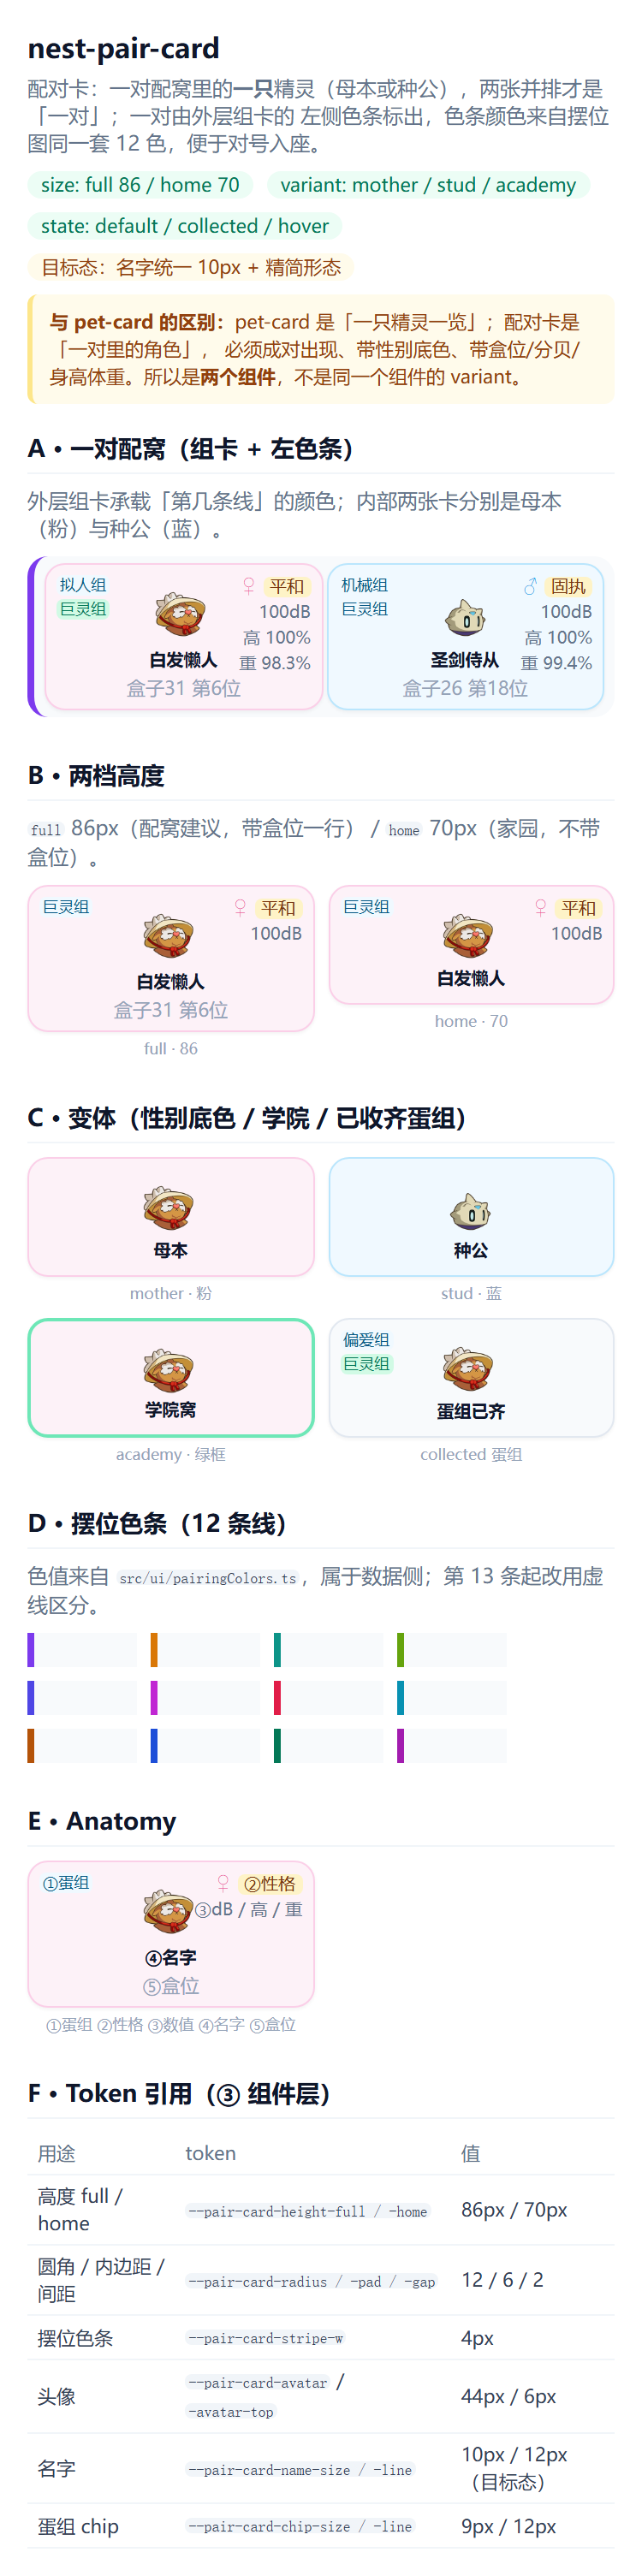 nest-pair-card
配对卡：一对配窝里的一只精灵（母本或种公），两张并排才是
「一对」；一对由外层组卡的 左侧色条标出，色条颜色来自摆位
图同一套 12 色，便于对号入座。
size: full 86 / home 70
variant: mother / stud / academy
state: default / collected / hover
目标态：名字统一 10px + 精简形态
与 pet-card 的区别：pet-card 是「一只精灵一览」；配对卡是
「一对里的角色」， 必须成对出现、带性别底色、带盒位/分贝/
身高体重。所以是两个组件，不是同一个组件的 variant。
A · 一对配窝（组卡 + 左色条）
外层组卡承载「第几条线」的颜色；内部两张卡分别是母本
（粉）与种公（蓝）。
拟人组
巨灵组
♀ 平和
100dB
高 100%
重 98.3%
白发懒人
盒子31 第6位
机械组
巨灵组
♂ 固执
100dB
高 100%
重 99.4%
圣剑侍从
盒子26 第18位
B · 两档高度
full 86px（配窝建议，带盒位一行） / home 70px（家园，不带
盒位）。
巨灵组
♀ 平和
100dB
白发懒人
盒子31 第6位
full · 86
巨灵组
♀ 平和
100dB
白发懒人
home · 70
C · 变体（性别底色 / 学院 / 已收齐蛋组）
母本
mother · 粉
种公
stud · 蓝
学院窝
academy · 绿框
偏爱组
巨灵组
蛋组已齐
collected 蛋组
D · 摆位色条（12 条线）
色值来自 src/ui/pairingColors.ts，属于数据侧；第 13 条起改用虚
线区分。
E · Anatomy
①蛋组
♀ ②性格
③dB / 高 / 重
④名字
⑤盒位
①蛋组 ②性格 ③数值 ④名字 ⑤盒位
F · Token 引用（③ 组件层）
用途 token 值
高度 full /
home
--pair-card-height-full / -home
86px / 70px
圆角 / 内边距 /
间距
--pair-card-radius / -pad / -gap
12 / 6 / 2
摆位色条 --pair-card-stripe-w 4px
头像
--pair-card-avatar /
-avatar-top
44px / 6px
名字
--pair-card-name-size / -line
10px / 12px
（目标态）
蛋组 chip --pair-card-chip-size / -line 9px / 12px